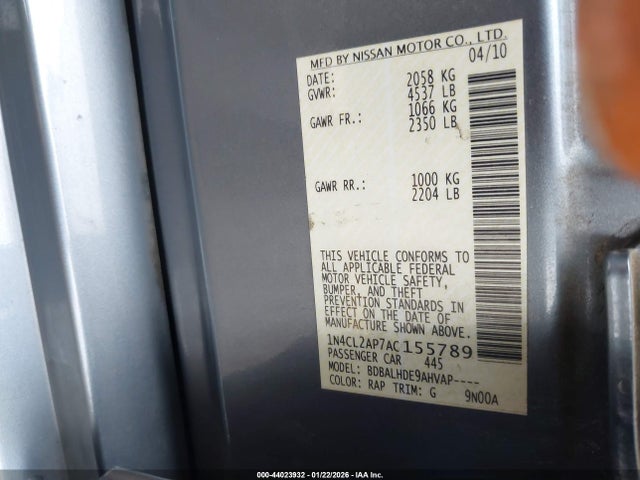 MFD BY NISSAN MOTOR CO., LTD.
04/10
DATE:
GVWR: 2058 KG
4537 LB
GAWR FR.: 1066 KG
2350 LB
GAWR RR.: 1000 KG
2204 LB
THIS VEHICLE CONFORMS TO
ALL APPLICABLE FEDERAL
MOTOR VEHICLE SAFETY,
BUMPER, AND THEFT
PREVENTION STANDARDS IN
EFFECT ON THE DATE OF
MANUFACTURE SHOWN ABOVE.
1N4CL2AP7AC155789
PASSENGER CAR 445
MODEL: BDBALHDE9AHVAP----
COLOR: RAP TRIM: G 9N00A
000-44023932 - 01/22/2026 - IAA Inc.